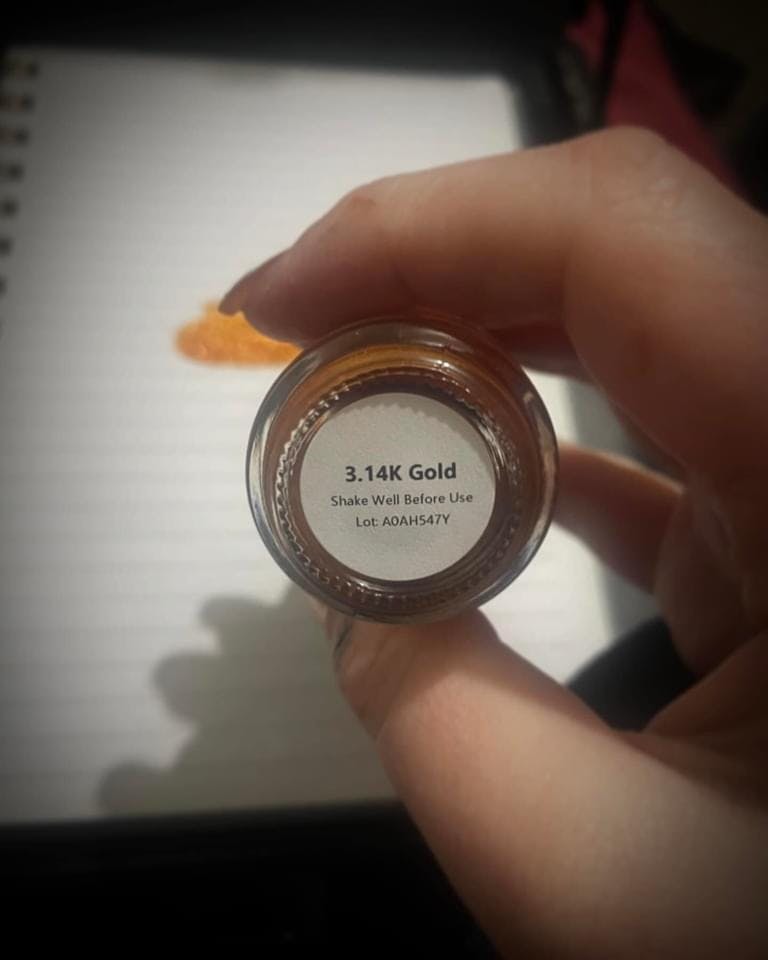 3.14K Gold
Shake Well Before Use
Lot: A0AH547Y